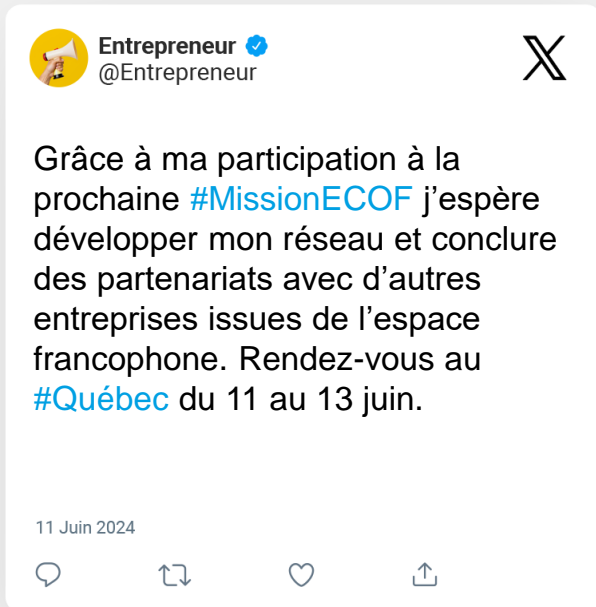 Entrepreneur
@Entrepreneur
Grâce à ma participation à la
prochaine #MissionECOF j’espère
développer mon réseau et conclure
des partenariats avec d’autres
entreprises issues de l’espace
francophone. Rendez-vous au
#Québec du 11 au 13 juin.
11 Juin 2024